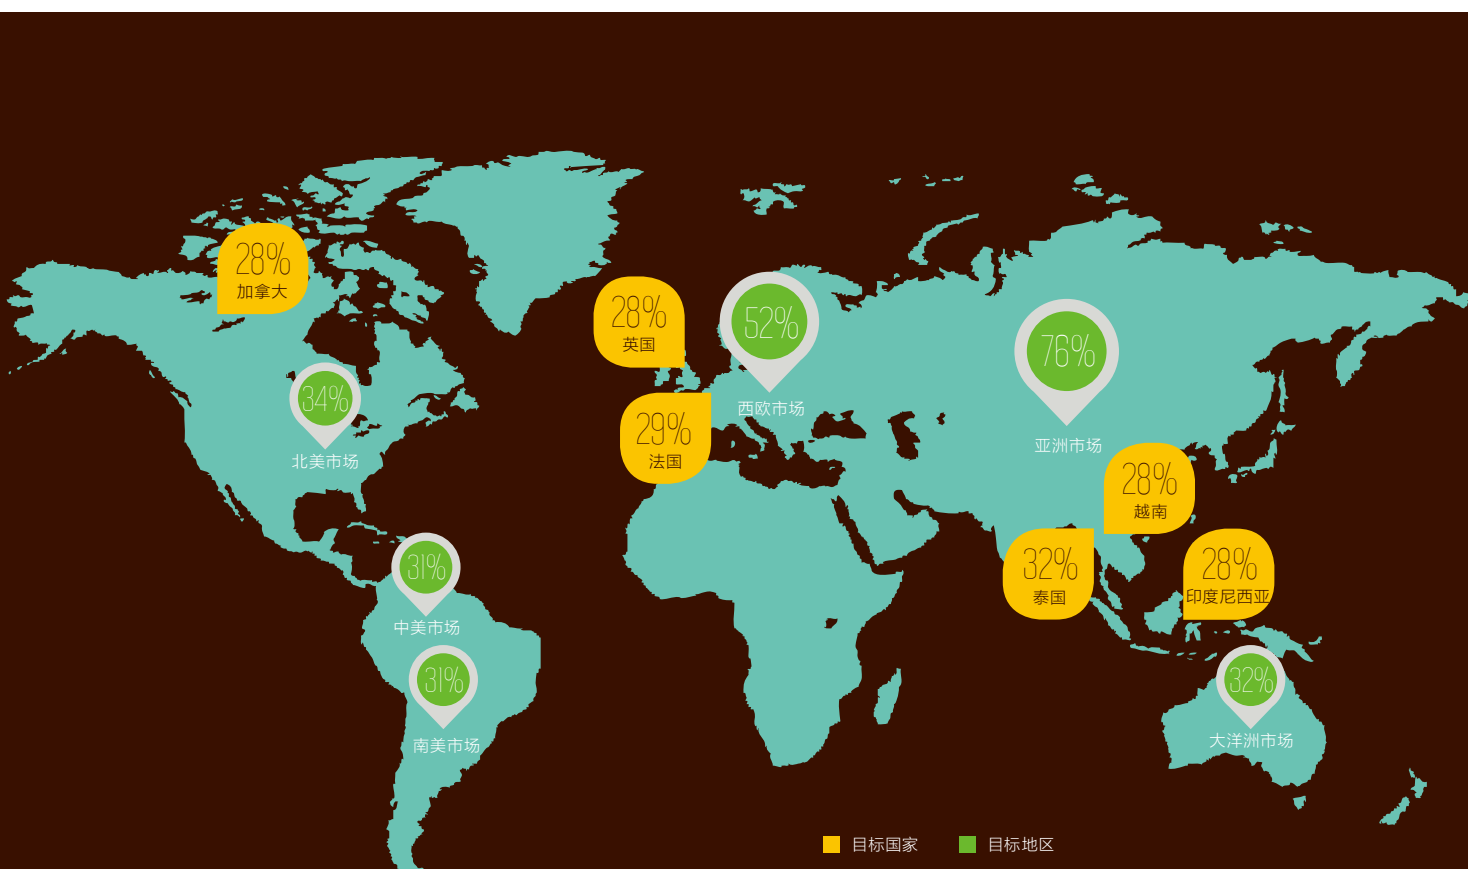 28%
加拿大
28%
英国
52%
西欧市场
76%
亚洲市场
34%
北美市场
29%
法国
28%
越南
32%
泰国
28%
印度尼西亚
31%
中美市场
31%
南美市场
32%
大洋洲市场
目标国家
目标地区